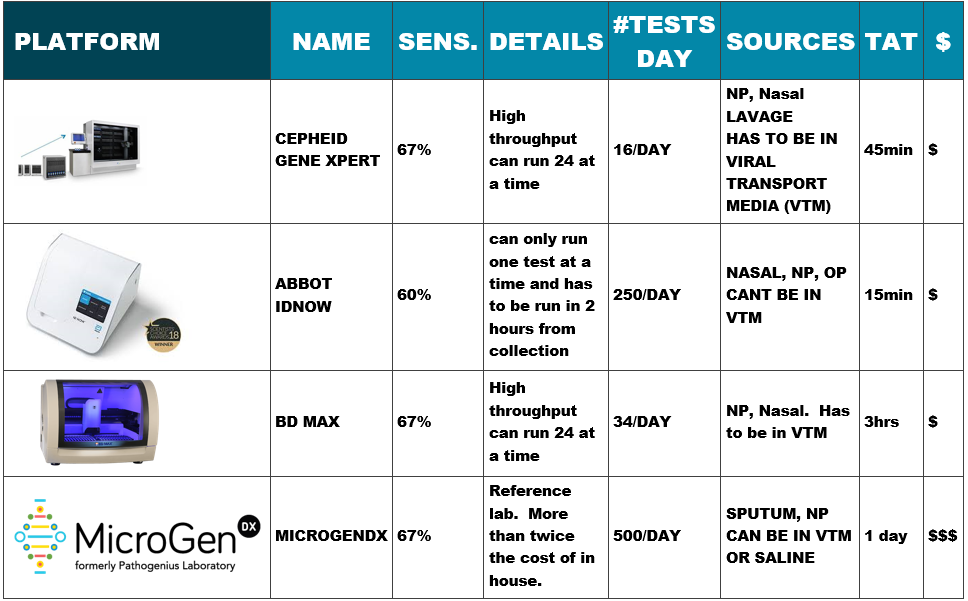 PLATFORM
NAME
SENS.
DETAILS
#TESTS
DAY
SOURCES
TAT
$
CEPHEID
GENE XPERT
67%
High
throughput
can run 24 at
a time
16/DAY
NP, Nasal
LAVAGE
HAS TO BE IN
VIRAL
TRANSPORT
MEDIA (VTM)
45min
$
18
WINNER
ABBOT
IDNOW
60%
can only run
one test at a
time and has
to be run in 2
hours from
collection
250/DAY
NASAL, NP, OP
CANT BE IN
VTM
15min
$
BD MAX
67%
High
throughput
can run 24 at
a time
34/DAY
NP, Nasal. Has
to be in VTM
3hrs
$
MicroGen DX
formerly Pathogenius Laboratory
MICROGENDX
67%
Reference
lab. More
than twice
the cost of in
house.
500/DAY
SPUTUM, NP
CAN BE IN VTM
OR SALINE
1 day
$$$